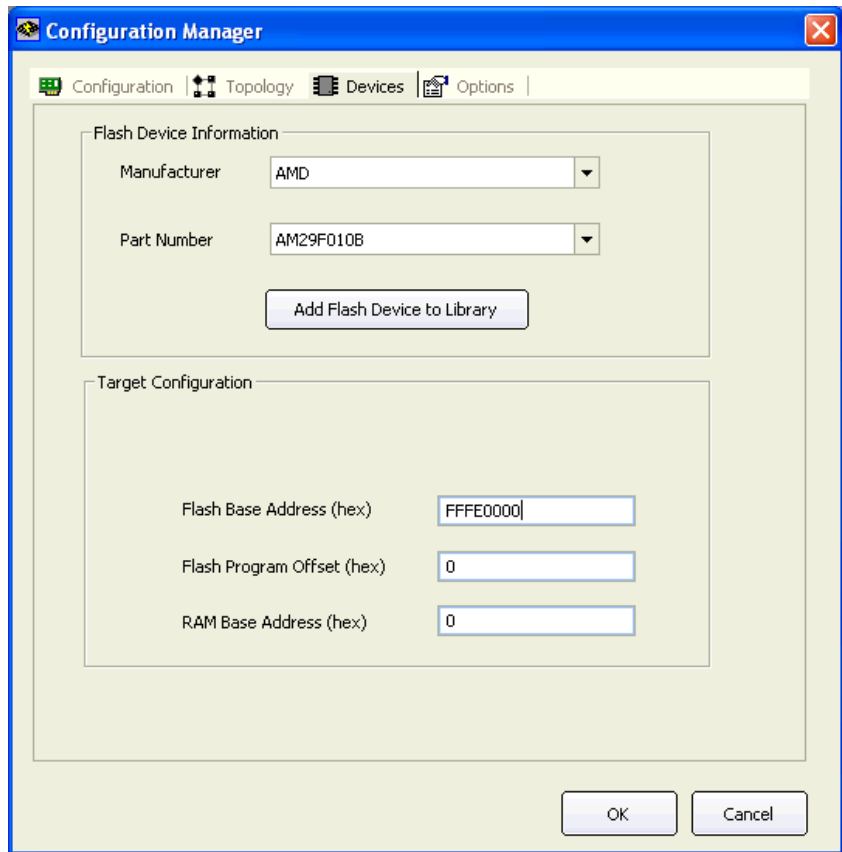 Configuration Manager
Configuration Topology Devices Options
Flash Device Information
Manufacturer AMD
Part Number AM29F010B
Add Flash Device to Library
Target Configuration
Flash Base Address (hex) FFFE0000
Flash Program Offset (hex) 0
RAM Base Address (hex) 0
OK Cancel